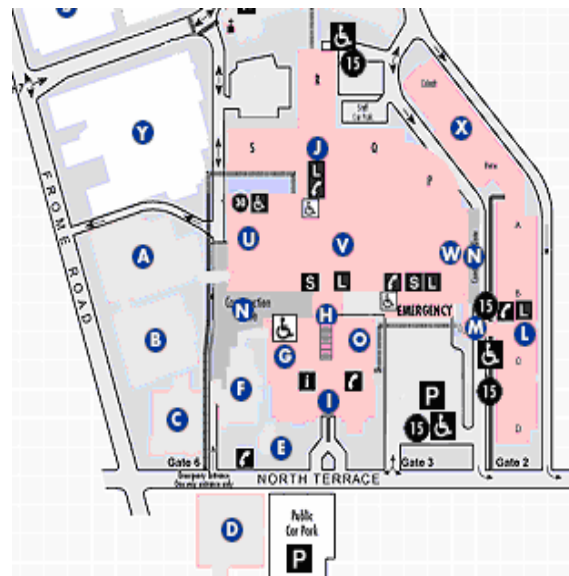 15
R
Staff
Car Park
X
Y
S
J
Q
L
P
30
A
U
V
W
N
A
S
L
S
L
B
N
H
EMERGENCY
15
L
B
G
O
M
L
F
i
I
P
15
C
15
D
E
FROME ROAD
Gate 6
Gate 3
Gate 2
NORTH TERRACE
D
Public
Car Park
P